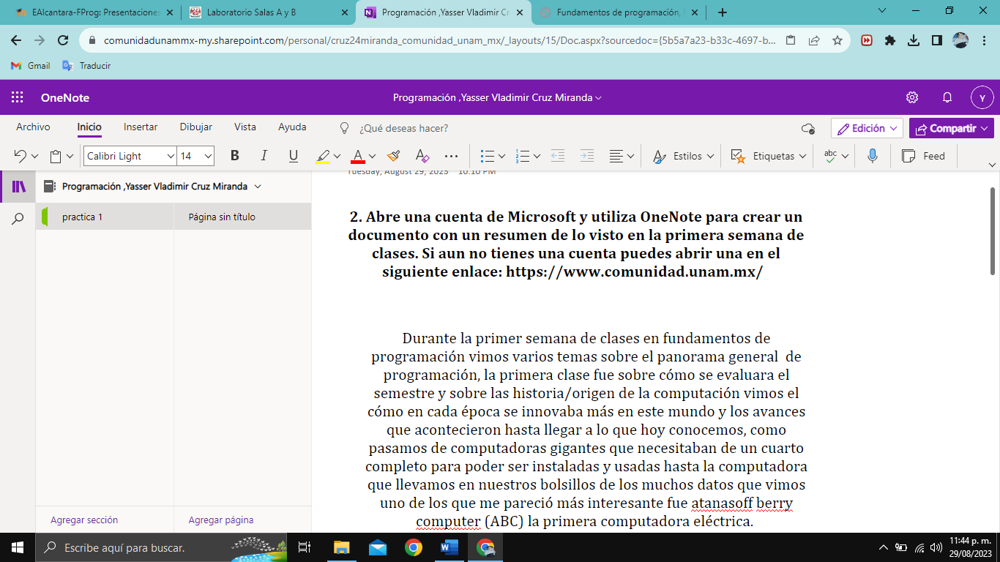 EAlcantara-FProg: Presentaciones
Laboratorio Salas A y B
Programación ,Yasser Vladimir Cr
Fundamentos de programación,
comunidadunammx-my.sharepoint.com/personal/cruz24miranda_comunidad_unam_mx/_layouts/15/Doc.aspx?sourcedoc={5b5a7a23-b33c-4697-b...
Gmail
Traducir
OneNote
Programación ,Yasser Vladimir Cruz Miranda
Y
Archivo
Inicio
Insertar
Dibujar
Vista
Ayuda
¿Qué deseas hacer?
Edición
Compartir
Calibri Light
14
B
I
U
A
Estilos
Etiquetas
abc
Feed
Programación ,Yasser Vladimir Cruz Miranda
practica 1
Página sin título
Agregar sección
Agregar página
Tuesday, August 29, 2023 10:10 PM
2. Abre una cuenta de Microsoft y utiliza OneNote para crear un
documento con un resumen de lo visto en la primera semana de
clases. Si aun no tienes una cuenta puedes abrir una en el
siguiente enlace: https://www.comunidad.unam.mx/
Durante la primer semana de clases en fundamentos de
programación vimos varios temas sobre el panorama general  de
programación, la primera clase fue sobre cómo se evaluara el
semestre y sobre las historia/origen de la computación vimos el
cómo en cada época se innovaba más en este mundo y los avances
que acontecieron hasta llegar a lo que hoy conocemos, como
pasamos de computadoras gigantes que necesitaban de un cuarto
completo para poder ser instaladas y usadas hasta la computadora
que llevamos en nuestros bolsillos de los muchos datos que vimos
uno de los que me pareció más interesante fue atanasoff berry
computer (ABC) la primera computadora eléctrica.
Escribe aquí para buscar.
11:44 p. m.
29/08/2023